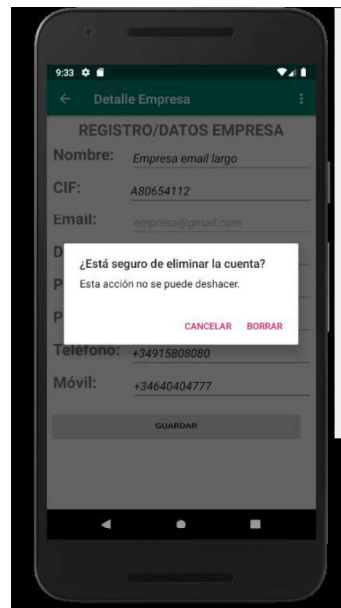 9:33
Detalle Empresa
REGISTRO/DATOS EMPRESA
Nombre: Empresa email largo
CIF: A80654112
Email: empresa@gmail.com
D
¿Está seguro de eliminar la cuenta?
Esta acción no se puede deshacer.
P
CANCELAR BORRAR
P
Teléfono: +34915808080
Móvil: +34640404777
GUARDAR